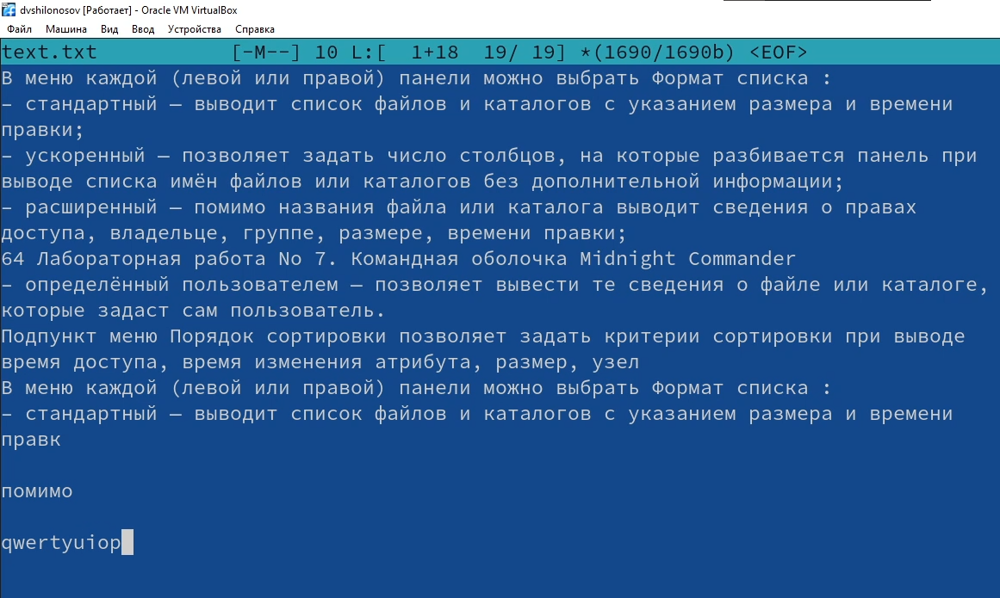 dvshilonosov [Работает] - Oracle VM VirtualBox
Файл Машина Вид Ввод Устройства Справка
text.txt [-M--] 10 L:[ 1+18 19/ 19] *(1690/1690b) <EOF>
В меню каждой (левой или правой) панели можно выбрать Формат списка :
– стандартный — выводит список файлов и каталогов с указанием размера и времени
правки;
– ускоренный — позволяет задать число столбцов, на которые разбивается панель при
выводе списка имён файлов или каталогов без дополнительной информации;
– расширенный — помимо названия файла или каталога выводит сведения о правах
доступа, владельце, группе, размере, времени правки;
64 Лабораторная работа No 7. Командная оболочка Midnight Commander
– определённый пользователем — позволяет вывести те сведения о файле или каталоге,
которые задаст сам пользователь.
Подпункт меню Порядок сортировки позволяет задать критерии сортировки при выводе
время доступа, время изменения атрибута, размер, узел
В меню каждой (левой или правой) панели можно выбрать Формат списка :
– стандартный — выводит список файлов и каталогов с указанием размера и времени
правк
помимо
qwertyuiop